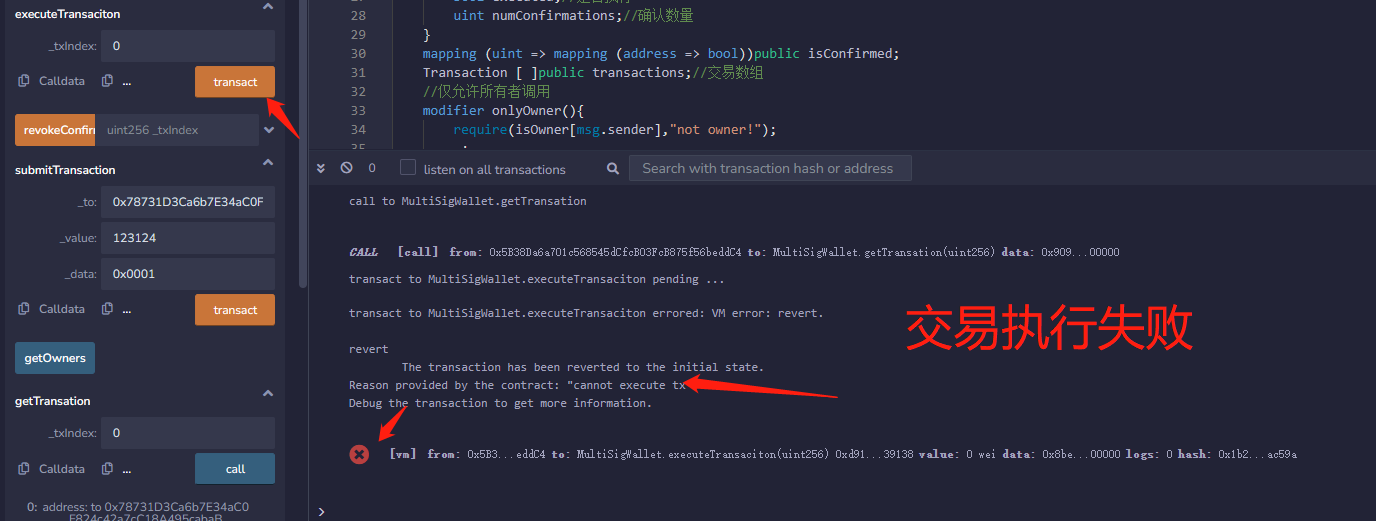 executeTransaciton
_txIndex: 0
Calldata ... transact
revokeConfirm uint256 _txIndex
submitTransaction
_to: 0x78731D3Ca6b7E34aC0F
_value: 123124
_data: 0x0001
Calldata ... transact
getOwners
getTransation
_txIndex: 0
Calldata ... call
0: address: to 0x78731D3Ca6b7E34aC0
28 uint numConfirmations;//确认数量
29 }
30 mapping (uint => mapping (address => bool))public isConfirmed;
31 Transaction [ ]public transactions;//交易数组
32 //仅允许所有者调用
33 modifier onlyOwner(){
34 require(isOwner[msg.sender],"not owner!");
0 listen on all transactions Search with transaction hash or address
call to MultiSigWallet.getTransation
CALL [call] from: 0x5B38Da6a701c568545dCfcB03FcB875f56beddC4 to: MultiSigWallet.getTransation(uint256) data: 0x909...00000
transact to MultiSigWallet.executeTransaciton pending ...
transact to MultiSigWallet.executeTransaciton errored: VM error: revert.
revert
The transaction has been reverted to the initial state.
Reason provided by the contract: "cannot execute tx
Debug the transaction to get more information.
交易执行失败
[vm] from: 0x5B3...eddC4 to: MultiSigWallet.executeTransaciton(uint256) 0xd91...39138 value: 0 wei data: 0x8be...00000 logs: 0 hash: 0x1b2...ac59a
>